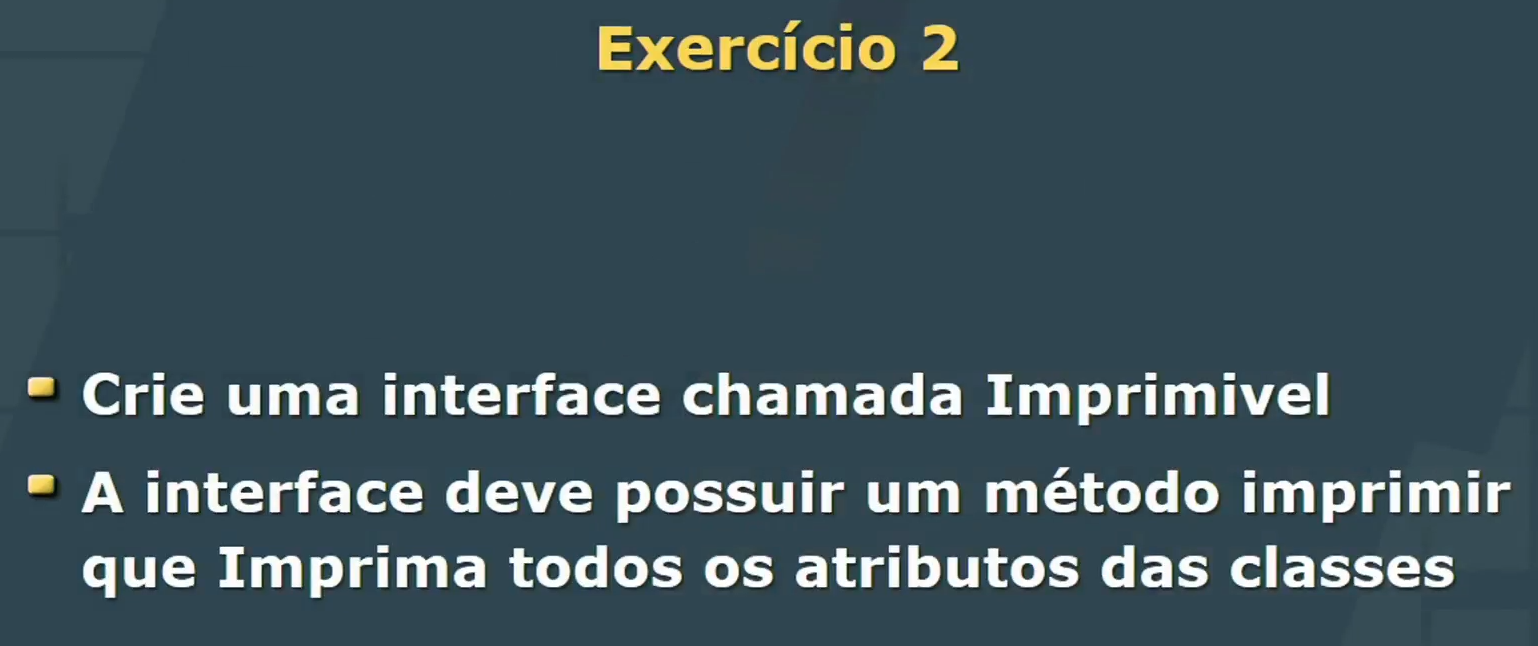 Exercício 2
Crie uma interface chamada Imprimivel
A interface deve possuir um método imprimir
que Imprima todos os atributos das classes